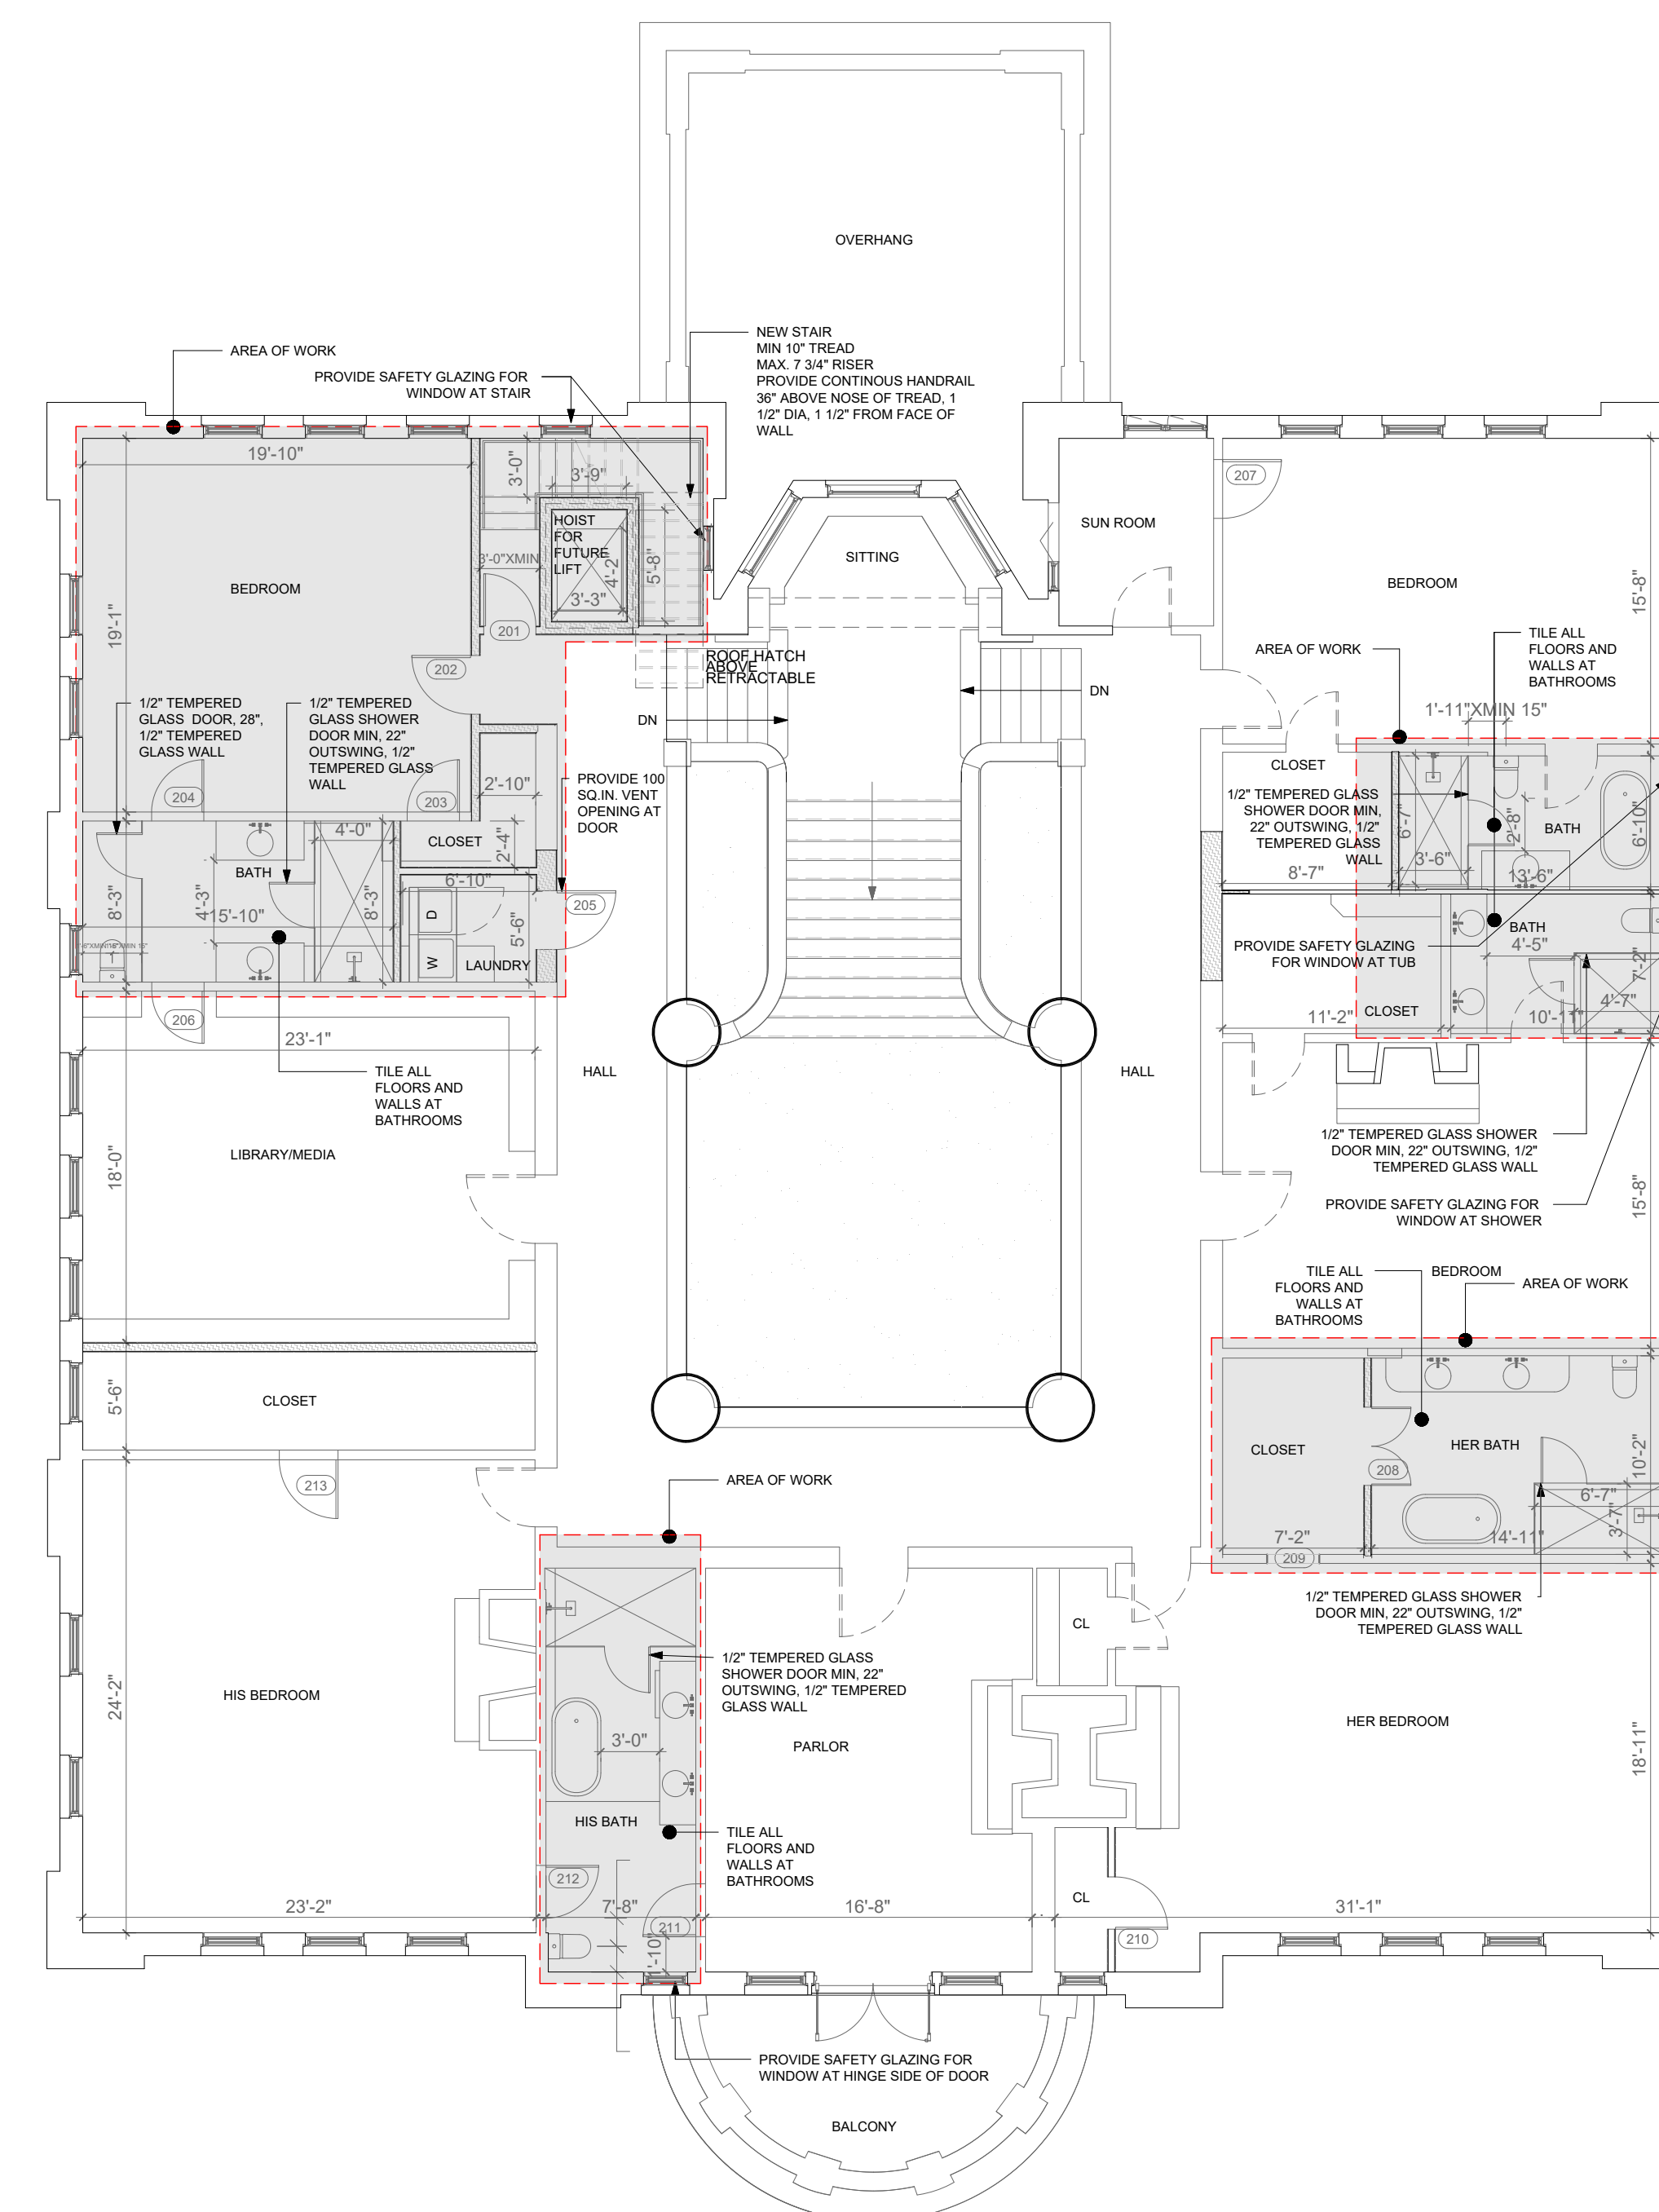 OVERHANG
AREA OF WORK
PROVIDE SAFETY GLAZING FOR
WINDOW AT STAIR
NEW STAIR
MIN 10" TREAD
MAX. 7 3/4" RISER
PROVIDE CONTINOUS HANDRAIL
36" ABOVE NOSE OF TREAD, 1
1/2" DIA, 1 1/2" FROM FACE OF
WALL
19'-10"
3'-0"
3'-9"
HOIST
FOR
FUTURE
LIFT
3'-0"XMIN
4'-2"
5'-8"
3'-3"
201
BEDROOM
19'-1"
202
SITTING
SUN ROOM
207
BEDROOM
15'-8"
ROOF HATCH
ABOVE
RETRACTABLE
DN
DN
1/2" TEMPERED
GLASS DOOR, 28",
1/2" TEMPERED
GLASS WALL
1/2" TEMPERED
GLASS SHOWER
DOOR MIN, 22"
OUTSWING, 1/2"
TEMPERED GLASS
WALL
204
203
2'-10"
PROVIDE 100
SQ.IN. VENT
OPENING AT
DOOR
4'-0"
CLOSET
2'-4"
BATH
6'-10"
8'-3"
4'-3"
15'-10"
8'-3"
D
W
5'-6"
LAUNDRY
205
206
23'-1"
TILE ALL
FLOORS AND
WALLS AT
BATHROOMS
HALL
HALL
LIBRARY/MEDIA
18'-0"
AREA OF WORK
TILE ALL
FLOORS AND
WALLS AT
BATHROOMS
1'-11"XMIN 15"
CLOSET
1/2" TEMPERED GLASS
SHOWER DOOR MIN,
22" OUTSWING, 1/2"
TEMPERED GLASS
WALL
6'-7"
3'-6"
2'-8"
BATH
6'-10"
8'-7"
13'-6"
BATH
4'-5"
PROVIDE SAFETY GLAZING
FOR WINDOW AT TUB
7'-2"
4'-7"
CLOSET
11'-2"
10'-11"
1/2" TEMPERED GLASS SHOWER
DOOR MIN, 22" OUTSWING, 1/2"
TEMPERED GLASS WALL
PROVIDE SAFETY GLAZING FOR
WINDOW AT SHOWER
15'-8"
TILE ALL
FLOORS AND
WALLS AT
BATHROOMS
BEDROOM
AREA OF WORK
CLOSET
5'-6"
213
CLOSET
HER BATH
208
10'-2"
6'-7"
3'-7"
7'-2"
14'-11"
209
1/2" TEMPERED GLASS SHOWER
DOOR MIN, 22" OUTSWING, 1/2"
TEMPERED GLASS WALL
AREA OF WORK
CL
1/2" TEMPERED GLASS
SHOWER DOOR MIN, 22"
OUTSWING, 1/2" TEMPERED
GLASS WALL
HIS BEDROOM
24'-2"
3'-0"
PARLOR
HER BEDROOM
18'-11"
HIS BATH
TILE ALL
FLOORS AND
WALLS AT
BATHROOMS
212
23'-2"
7'-8"
211
16'-8"
CL
31'-1"
210
1'-10"
PROVIDE SAFETY GLAZING FOR
WINDOW AT HINGE SIDE OF DOOR
BALCONY